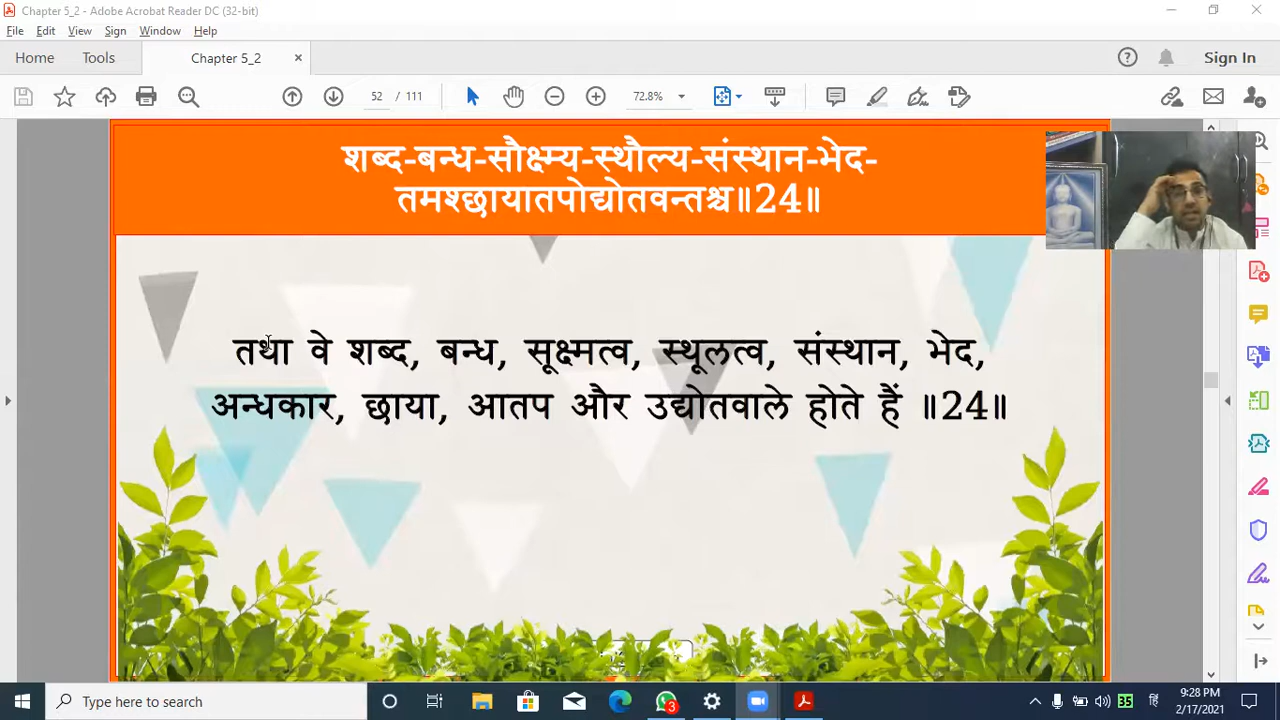 Chapter 5_2 - Adobe Acrobat Reader DC (32-bit)
File Edit View Sign Window Help
Home Tools Chapter 5_2 × Sign In
52 / 111 72.8%
शब्द-बन्ध-सौक्ष्म्य-स्थौल्य-संस्थान-भेद-
तमश्छायातपोद्योतवन्तश्च॥24॥
तथा वे शब्द, बन्ध, सूक्ष्मत्व, स्थूलत्व, संस्थान, भेद,
अन्धकार, छाया, आतप और उद्योतवाले होते हैं ॥24॥
Type here to search
3
35
हिं
9:28 PM
2/17/2021